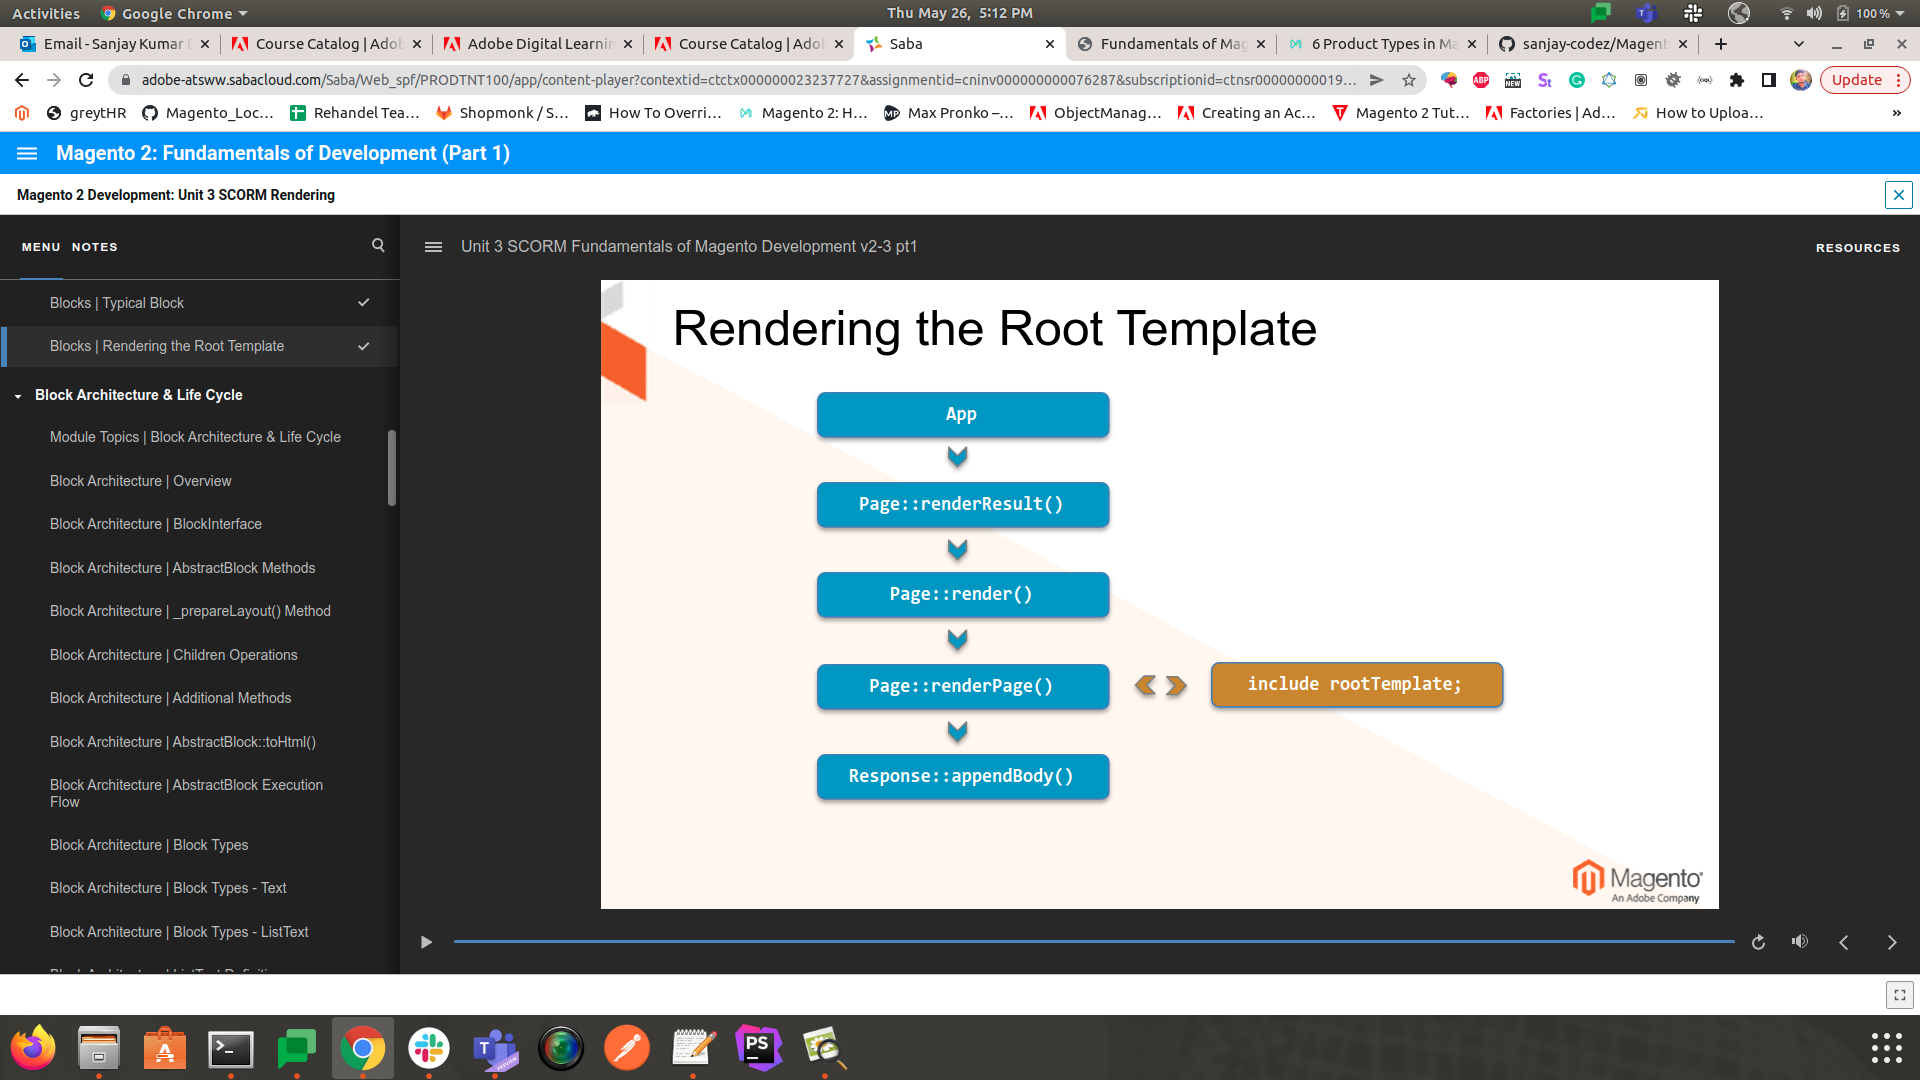 Activities Google Chrome Thu May 26, 5:12 PM 100 %
Email - Sanjay Kumar Course Catalog | Adob Adobe Digital Learnin Course Catalog | Adob Saba Fundamentals of Mag 6 Product Types in Ma sanjay-codez/Magent
adobe-atsww.sabacloud.com/Saba/Web_spf/PRODTNT100/app/content-player?contextid=ctctx000000023237727&assignmentid=cninv000000000076287&subscriptionid=ctnsr00000000019... ABP NEW Update
greytHR Magento_Loc... Rehandel Tea... Shopmonk / S... How To Overri... Magento 2: H... Max Pronko –... ObjectManag... Creating an Ac... Magento 2 Tut... Factories | Ad... How to Uploa... »
Magento 2: Fundamentals of Development (Part 1)
Magento 2 Development: Unit 3 SCORM Rendering
MENU NOTES
Unit 3 SCORM Fundamentals of Magento Development v2-3 pt1
RESOURCES
Blocks | Typical Block
Blocks | Rendering the Root Template
Block Architecture & Life Cycle
Module Topics | Block Architecture & Life Cycle
Block Architecture | Overview
Block Architecture | BlockInterface
Block Architecture | AbstractBlock Methods
Block Architecture | _prepareLayout() Method
Block Architecture | Children Operations
Block Architecture | Additional Methods
Block Architecture | AbstractBlock::toHtml()
Block Architecture | AbstractBlock Execution
Flow
Block Architecture | Block Types
Block Architecture | Block Types - Text
Block Architecture | Block Types - ListText
Rendering the Root Template
App
Page::renderResult()
Page::render()
Page::renderPage()
include rootTemplate;
Response::appendBody()
Magento
An Adobe Company